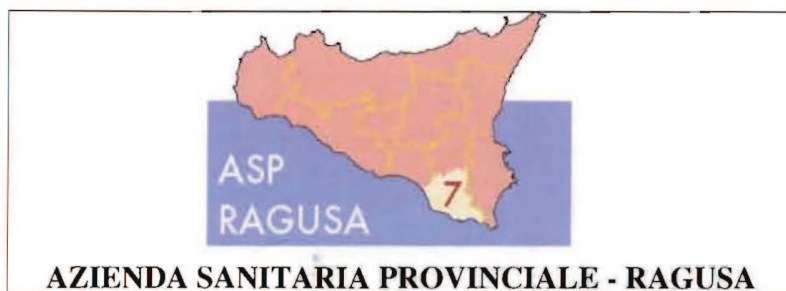 ASP
RAGUSA
7
AZIENDA SANITARIA PROVINCIALE - RAGUSA